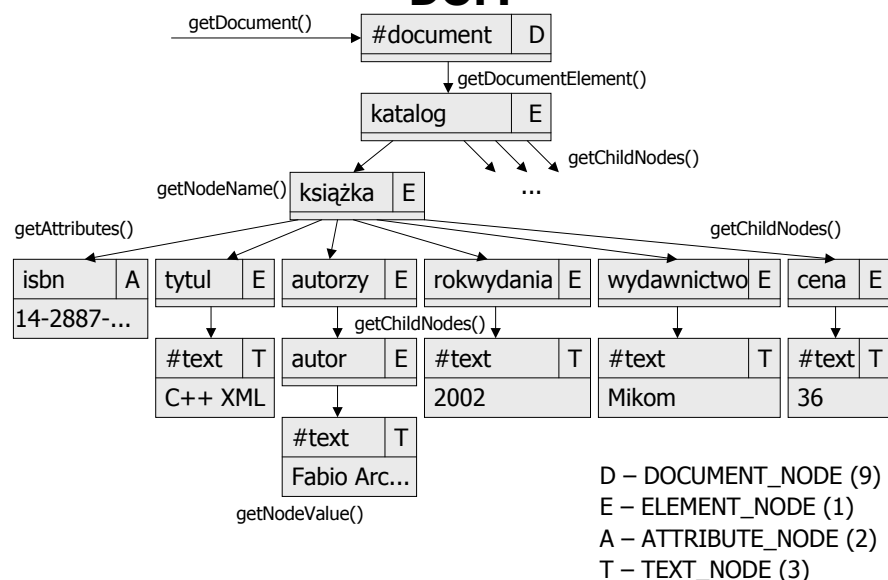 getDocument()
#document D
getDocumentElement()
katalog E
getChildNodes()
getNodeName() książka E ...
getAttributes() getChildNodes()
isbn A tytul E autorzy E rokwydania E wydawnictwo E cena E
14-2887-...
getChildNodes()
#text T autor E #text T #text T #text T
C++ XML 2002 Mikom 36
#text T
Fabio Arc...
getNodeValue()
D – DOCUMENT_NODE (9)
E – ELEMENT_NODE (1)
A – ATTRIBUTE_NODE (2)
T – TEXT_NODE (3)